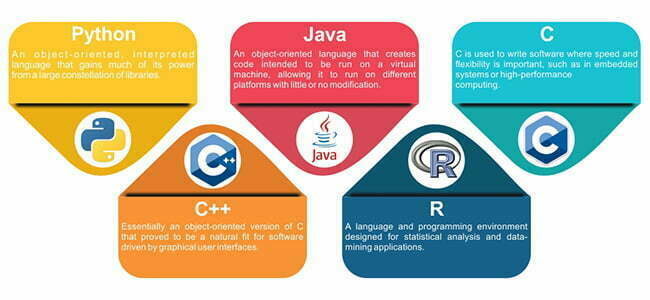 Python
An object-oriented, interpreted
language that gains much of its power
from a large constellation of libraries.
Java
An object-oriented language that creates
code intended to be run on a virtual
machine, allowing it to run on different
platforms with little or no modification.
C
C is used to write software where speed and
flexibility is important, such as in embedded
systems or high-performance
computing.
C++
Java
R
C
C++
Essentially an object-oriented version of C
that proved to be a natural fit for software
driven by graphical user interfaces.
R
A language and programming environment
designed for statistical analysis and data-
mining applications.